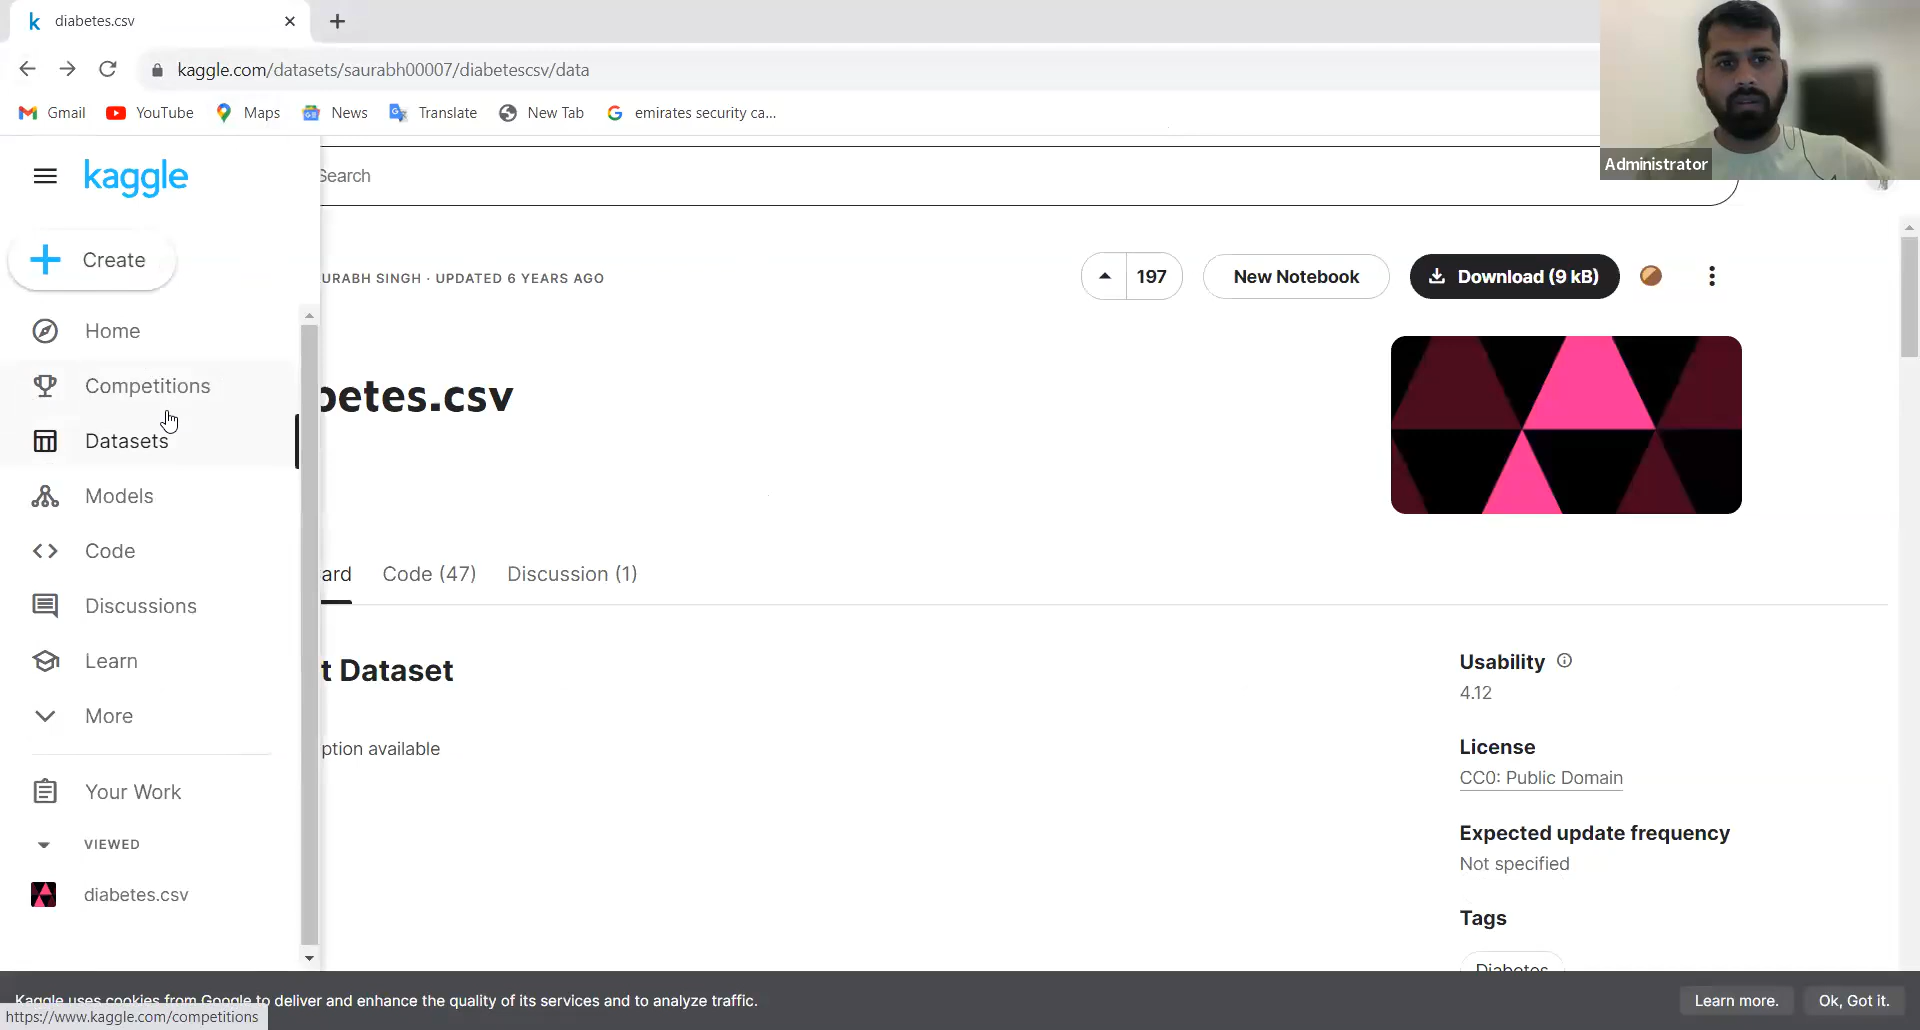 diabetes.csv
kaggle.com/datasets/saurabh00007/diabetescsv/data
Gmail
YouTube
Maps
News
Translate
New Tab
emirates security ca...
Administrator
kaggle
Search
Create
URABH SINGH · UPDATED 6 YEARS AGO
197
New Notebook
Download (9 kB)
Home
Competitions
Datasets
Models
Code
Discussions
Learn
More
Your Work
VIEWED
diabetes.csv
betes.csv
ard
Code (47)
Discussion (1)
t Dataset
ption available
Usability
4.12
License
CC0: Public Domain
Expected update frequency
Not specified
Tags
Diabetes
Kaggle uses cookies from Google to deliver and enhance the quality of its services and to analyze traffic.
Learn more.
Ok, Got it.
https://www.kaggle.com/competitions